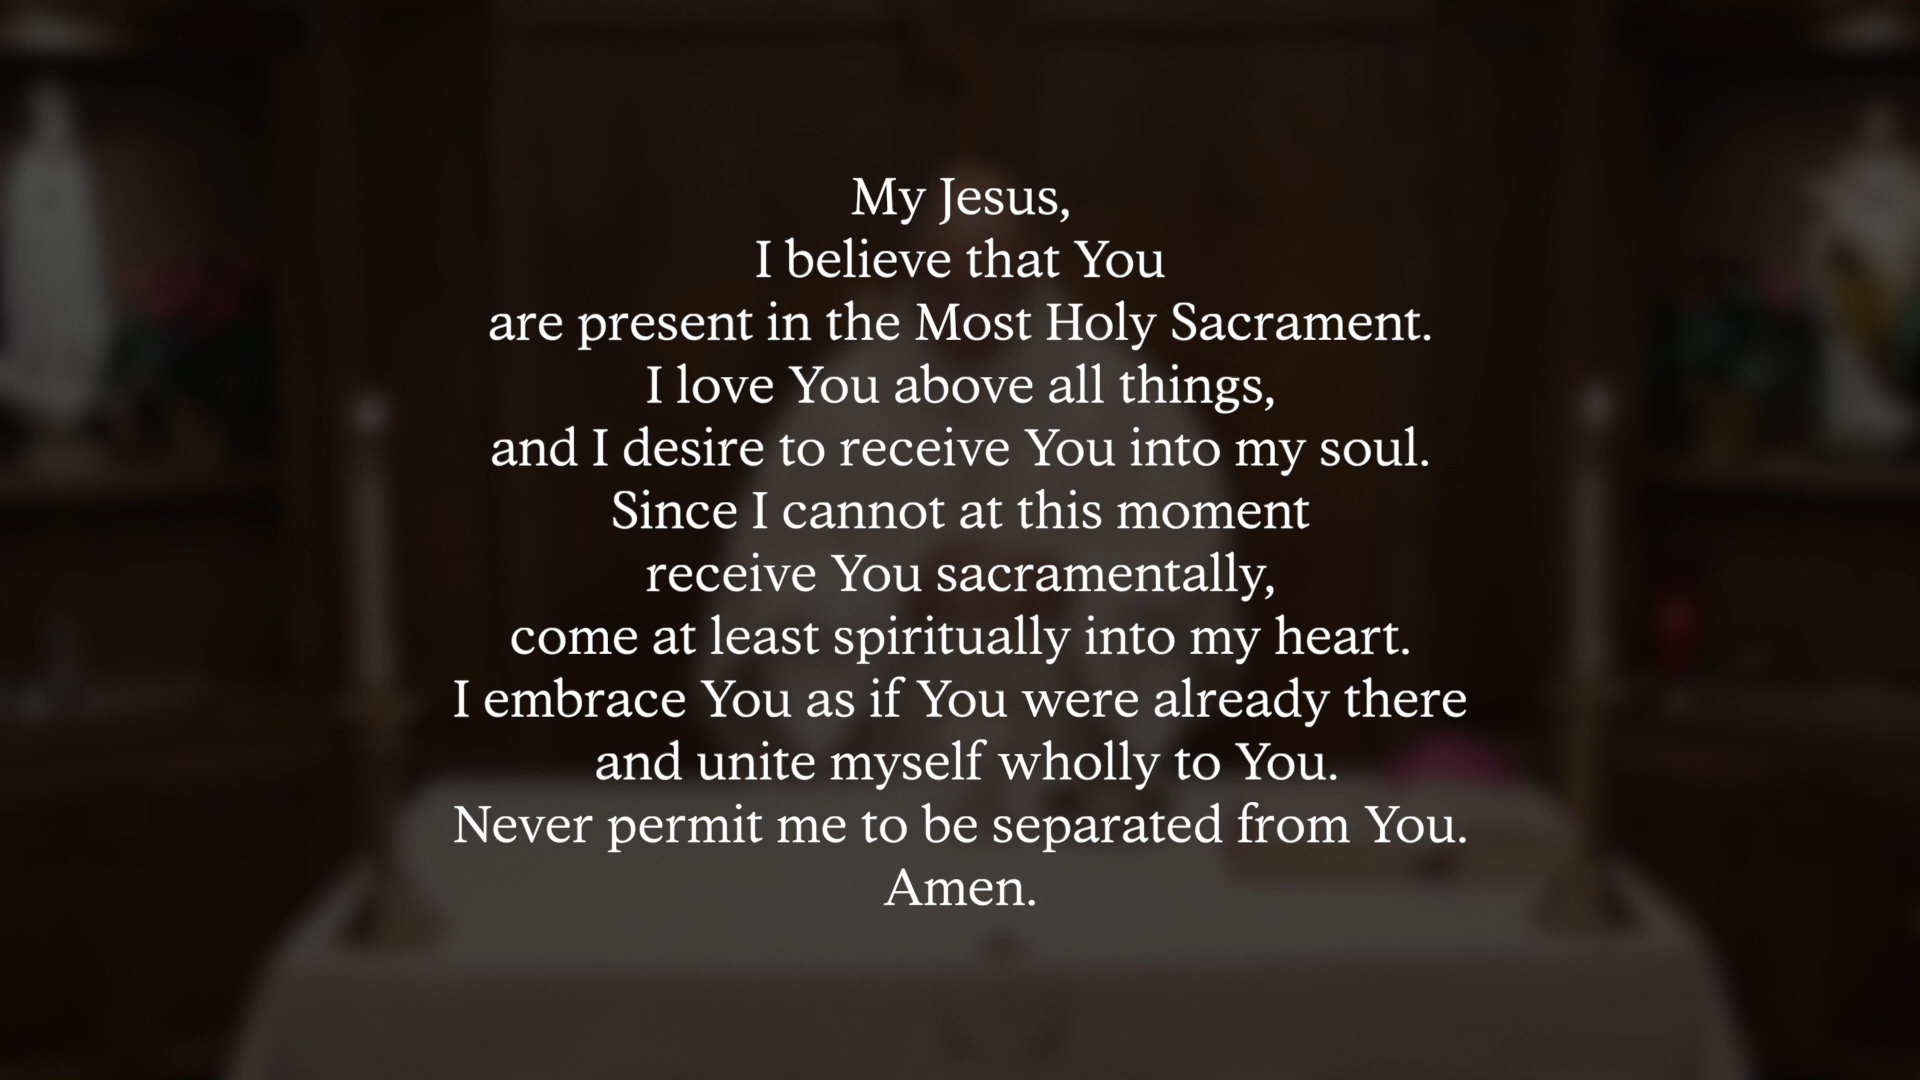 My Jesus,
I believe that You
are present in the Most Holy Sacrament.
I love You above all things,
and I desire to receive You into my soul.
Since I cannot at this moment
receive You sacramentally,
come at least spiritually into my heart.
I embrace You as if You were already there
and unite myself wholly to You.
Never permit me to be separated from You.
Amen.